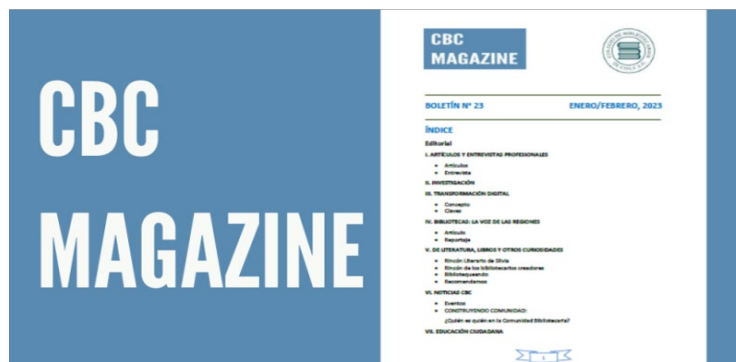 CBC
MAGAZINE
CBC
MAGAZINE
BOLETÍN N° 23 ENERO/FEBRERO, 2023
ÍNDICE
Editorial
I. ARTÍCULOS Y ENTREVISTAS PROFESIONALES
Artículos
Entrevista
II. INVESTIGACIÓN
III. TRANSFORMACIÓN DIGITAL
Concepto
Claves
IV. BIBLIOTECAS: LA VOZ DE LAS REGIONES
Artículo
Reportaje
V. DE LITERATURA, LIBROS Y OTROS CURIOSIDADES
Rincón Literario de Silvia
Rincón de los bibliotecarios creadores
Bibliotequeando
Recomendamos
VI. NOTICIAS CBC
Eventos
CONSTRUYENDO COMUNIDAD:
¿Quién es quién en la Comunidad Bibliotecaria?
VII. EDUCACIÓN CIUDADANA
1